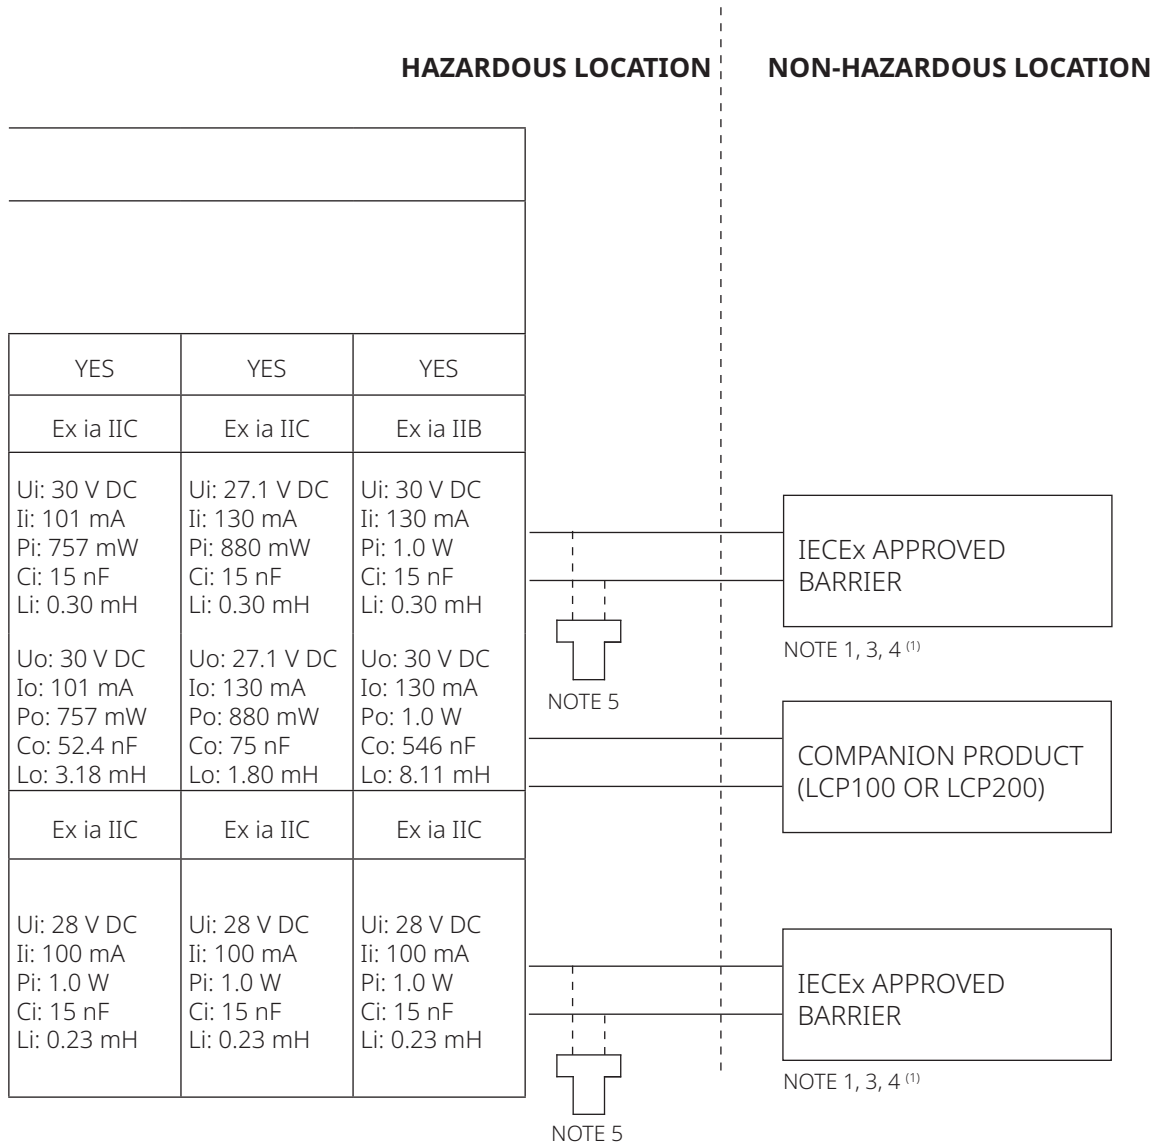 HAZARDOUS LOCATION
NON-HAZARDOUS LOCATION
YES
YES
YES
Ex ia IIC
Ex ia IIC
Ex ia IIB
Ui: 30 V DC
Ii: 101 mA
Pi: 757 mW
Ci: 15 nF
Li: 0.30 mH
Ui: 27.1 V DC
Ii: 130 mA
Pi: 880 mW
Ci: 15 nF
Li: 0.30 mH
Ui: 30 V DC
Ii: 130 mA
Pi: 1.0 W
Ci: 15 nF
Li: 0.30 mH
Uo: 30 V DC
Io: 101 mA
Po: 757 mW
Co: 52.4 nF
Lo: 3.18 mH
Uo: 27.1 V DC
Io: 130 mA
Po: 880 mW
Co: 75 nF
Lo: 1.80 mH
Uo: 30 V DC
Io: 130 mA
Po: 1.0 W
Co: 546 nF
Lo: 8.11 mH
IECEx APPROVED
BARRIER
NOTE 1, 3, 4 (1)
NOTE 5
COMPANION PRODUCT
(LCP100 OR LCP200)
Ex ia IIC
Ex ia IIC
Ex ia IIC
Ui: 28 V DC
Ii: 100 mA
Pi: 1.0 W
Ci: 15 nF
Li: 0.23 mH
Ui: 28 V DC
Ii: 100 mA
Pi: 1.0 W
Ci: 15 nF
Li: 0.23 mH
Ui: 28 V DC
Ii: 100 mA
Pi: 1.0 W
Ci: 15 nF
Li: 0.23 mH
IECEx APPROVED
BARRIER
NOTE 1, 3, 4 (1)
NOTE 5